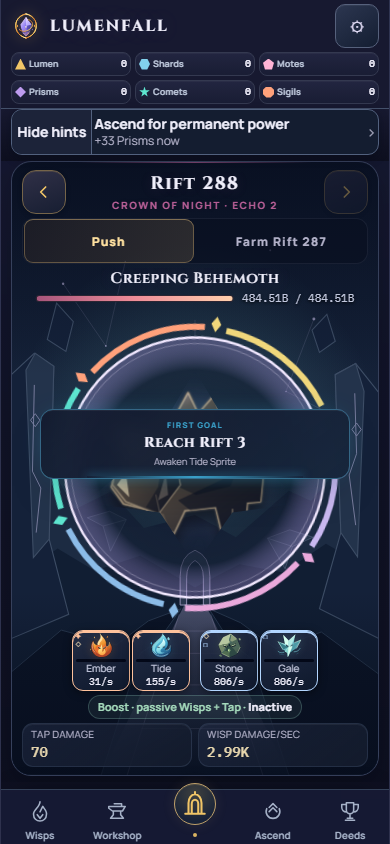 LUMENFALL
Lumen 0
Shards 0
Motes 0
Prisms 0
Comets 0
Sigils 0
Hide hints
Ascend for permanent power
+33 Prisms now
RIFT 288
CROWN OF NIGHT · ECHO 2
Push
Farm Rift 287
CREEPING BEHEMOTH
484.51B / 484.51B
FIRST GOAL
REACH RIFT 3
Awaken Tide Sprite
Ember
31/s
Tide
155/s
Stone
806/s
Gale
806/s
Boost · passive Wisps + Tap · Inactive
TAP DAMAGE
70
WISP DAMAGE/SEC
2.99K
Wisps
Workshop
Ascend
Deeds